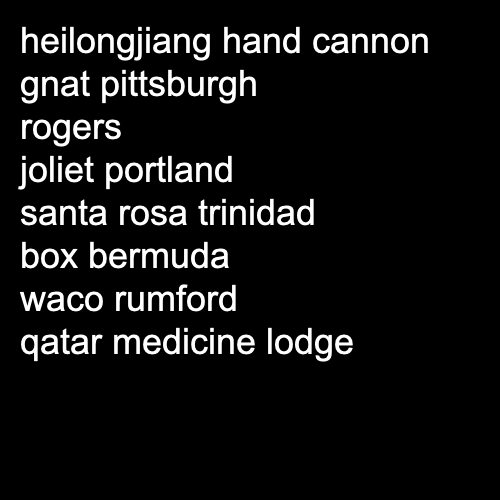 heilongjiang hand cannon
gnat pittsburgh
rogers
joliet portland
santa rosa trinidad
box bermuda
waco rumford
qatar medicine lodge